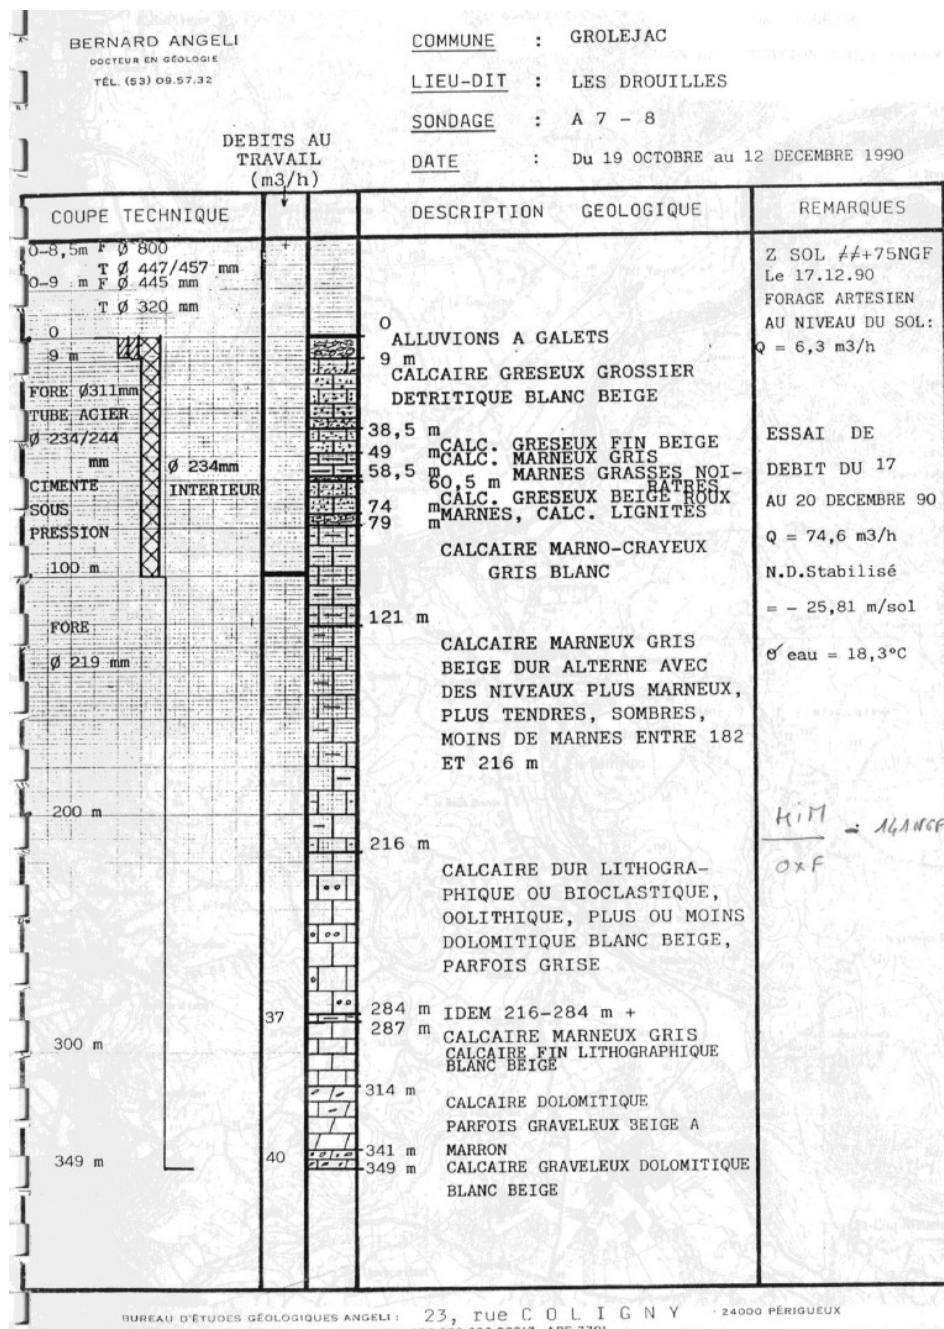 BERNARD ANGELI
DOCTEUR EN GÉOLOGIE
TÉL. (53) 09.57.32
COMMUNE : GROLEJAC
LIEU-DIT : LES DROUILLES
SONDAGE : A 7 - 8
DATE : Du 19 OCTOBRE au 12 DECEMBRE 1990
DEBITS AU
TRAVAIL
(m3/h)
COUPE TECHNIQUE
DESCRIPTION GEOLOGIQUE
REMARQUES
0-8,5m F Ø 800
T Ø 447/457 mm
0-9 m F Ø 445 mm
T Ø 320 mm
0
9 m
FORE Ø311mm
TUBE ACIER
Ø 234/244
mm
CIMENTE
SOUS
PRESSION
Ø 234mm
INTERIEUR
100 m
FORE
Ø 219 mm
200 m
300 m
349 m
+
37
40
0
ALLUVIONS A GALETS
9 m
CALCAIRE GRESEUX GROSSIER
DETRITIQUE BLANC BEIGE
38,5 m
CALC. GRESEUX FIN BEIGE
49 m
CALC. MARNEUX GRIS
58,5 m
MARNES GRASSES NOI-
60,5 m RATRES
CALC. GRESEUX BEIGE ROUX
74 m
MARNES, CALC. LIGNITES
79 m
CALCAIRE MARNO-CRAYEUX
GRIS BLANC
121 m
CALCAIRE MARNEUX GRIS
BEIGE DUR ALTERNE AVEC
DES NIVEAUX PLUS MARNEUX,
PLUS TENDRES, SOMBRES,
MOINS DE MARNES ENTRE 182
ET 216 m
216 m
CALCAIRE DUR LITHOGRA-
PHIQUE OU BIOCLASTIQUE,
OOLITHIQUE, PLUS OU MOINS
DOLOMITIQUE BLANC BEIGE,
PARFOIS GRISE
284 m IDEM 216-284 m +
287 m
CALCAIRE MARNEUX GRIS
CALCAIRE FIN LITHOGRAPHIQUE
BLANC BEIGE
314 m
CALCAIRE DOLOMITIQUE
PARFOIS GRAVELEUX BEIGE A
341 m MARRON
349 m CALCAIRE GRAVELEUX DOLOMITIQUE
BLANC BEIGE
Z SOL ≠≠+75NGF
Le 17.12.90
FORAGE ARTESIEN
AU NIVEAU DU SOL:
Q = 6,3 m3/h
ESSAI DE
DEBIT DU 17
AU 20 DECEMBRE 90
Q = 74,6 m3/h
N.D.Stabilisé
= - 25,81 m/sol
eau = 18,3°C
KIM
OXF
- 141 NGF
BUREAU D'ÉTUDES GÉOLOGIQUES ANGELI : 23, rue COLIGNY - 24000 PÉRIGUEUX